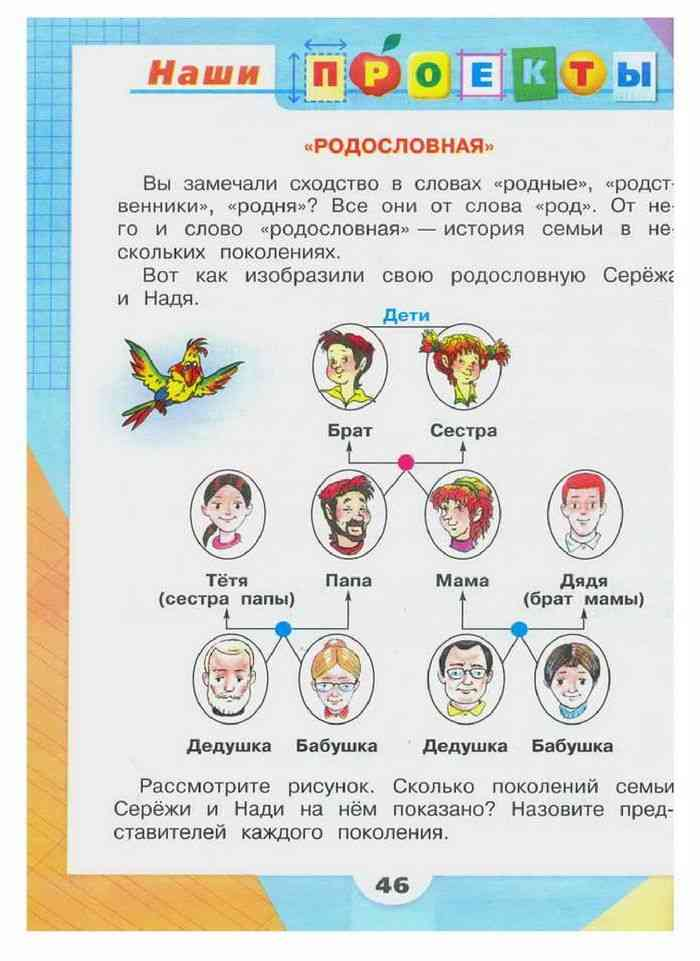 Наши ПРОЕКТЫ
«РОДОСЛОВНАЯ»
Вы замечали сходство в словах «родные», «родст-
венники», «родня»? Все они от слова «род». От не-
го и слово «родословная» — история семьи в не-
скольких поколениях.
Вот как изобразили свою родословную Серёжа
и Надя.
Дети
Брат Сестра
Тётя Папа Мама Дядя
(сестра папы) (брат мамы)
Дедушка Бабушка Дедушка Бабушка
Рассмотрите рисунок. Сколько поколений семьи
Серёжи и Нади на нём показано? Назовите пред-
ставителей каждого поколения.
46